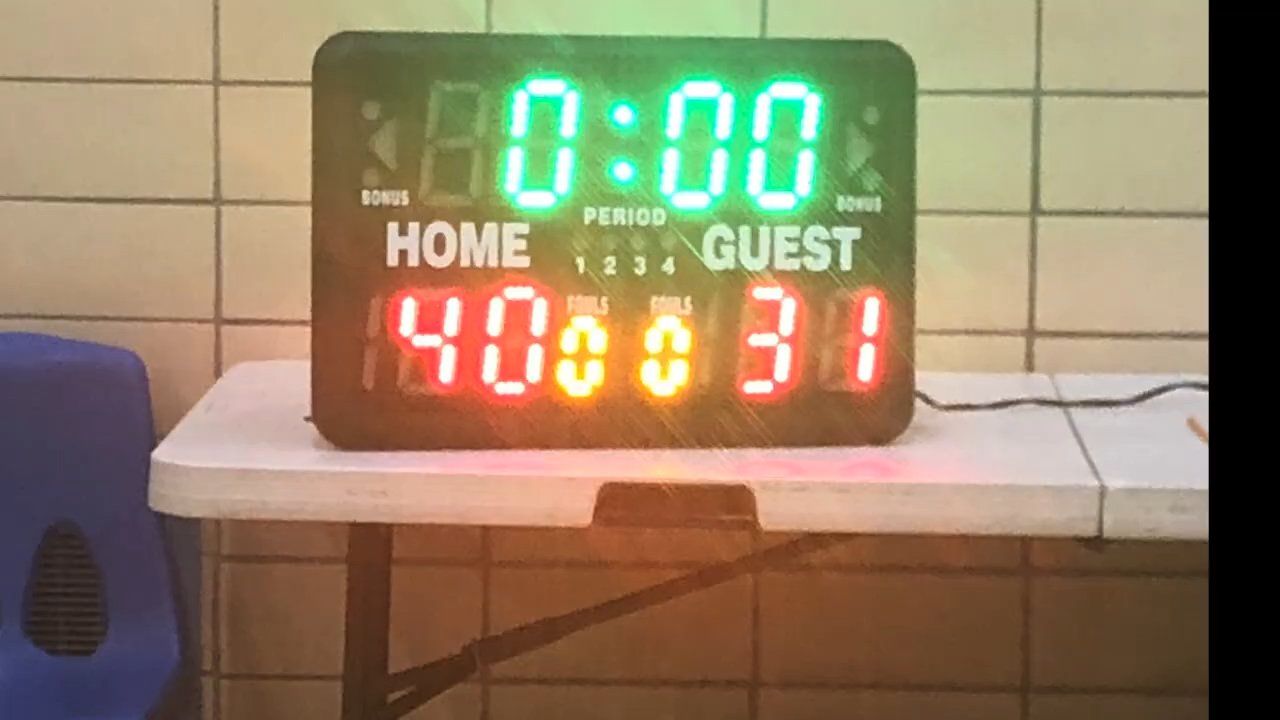 0:00
BONUS PERIOD BONUS
HOME 1 2 3 4 GUEST
FOULS FOULS
40 0 0 31